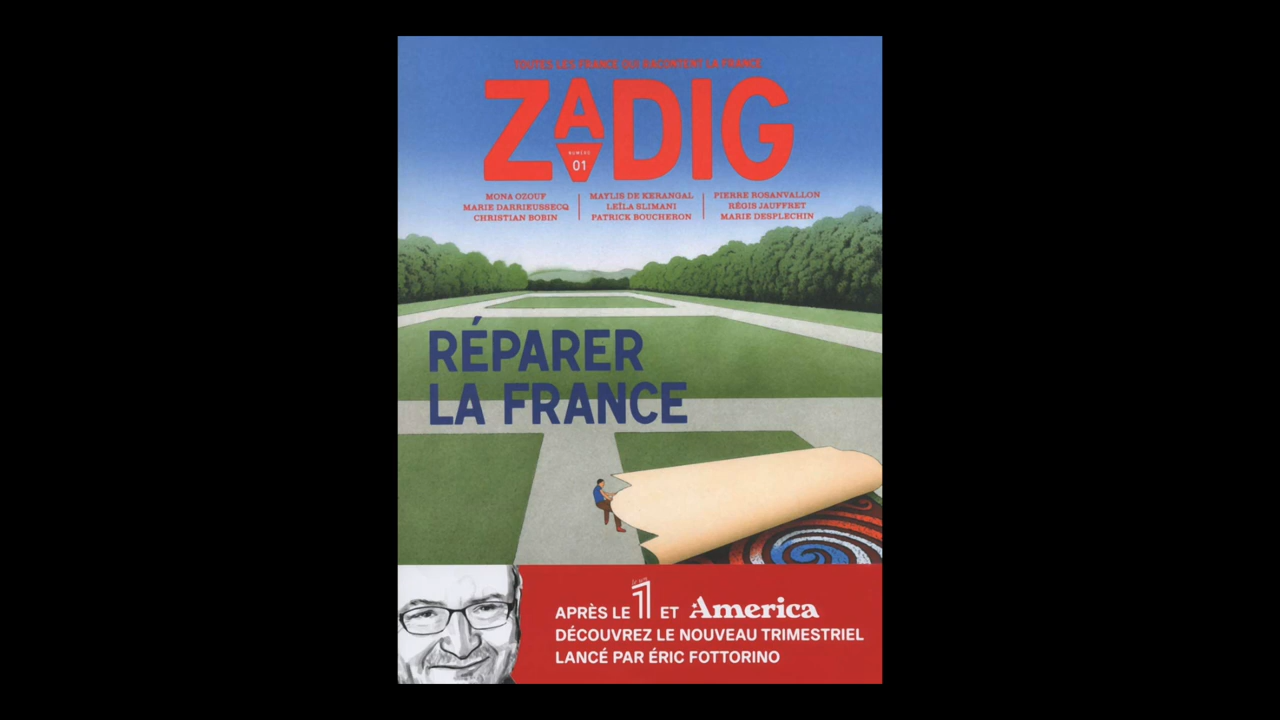 TOUTES LES FRANCE QUI RACONTENT LA FRANCE
ZADIG
NUMÉRO
01
MONA OZOUF
MARIE DARRIEUSSECQ
CHRISTIAN BOBIN
MAYLIS DE KERANGAL
LEÏLA SLIMANI
PATRICK BOUCHERON
PIERRE ROSANVALLON
RÉGIS JAUFFRET
MARIE DESPLECHIN
RÉPARER
LA FRANCE
le un
APRÈS LE 1 ET America
DÉCOUVREZ LE NOUVEAU TRIMESTRIEL
LANCÉ PAR ÉRIC FOTTORINO